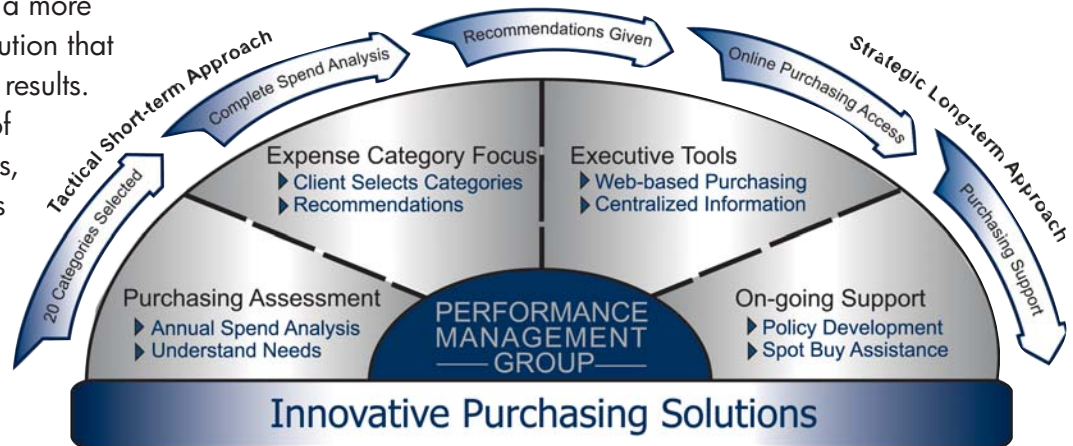 a more
ution that
results.
of
s,
s
Tactical Short-term Approach
Strategic Long-term Approach
20 Categories Selected
Complete Spend Analysis
Recommendations Given
Online Purchasing Access
Purchasing Support
Purchasing Assessment
Annual Spend Analysis
Understand Needs
Expense Category Focus
Client Selects Categories
Recommendations
Executive Tools
Web-based Purchasing
Centralized Information
On-going Support
Policy Development
Spot Buy Assistance
PERFORMANCE
MANAGEMENT
GROUP
Innovative Purchasing Solutions